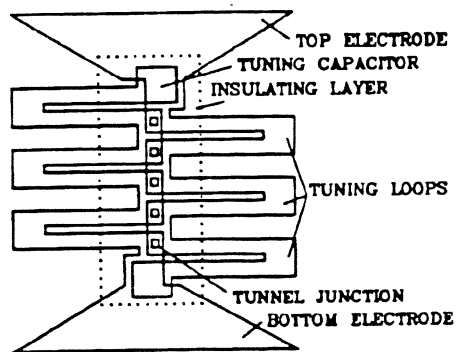 TOP ELECTRODE
TUNING CAPACITOR
INSULATING LAYER
TUNING LOOPS
TUNNEL JUNCTION
BOTTOM ELECTRODE